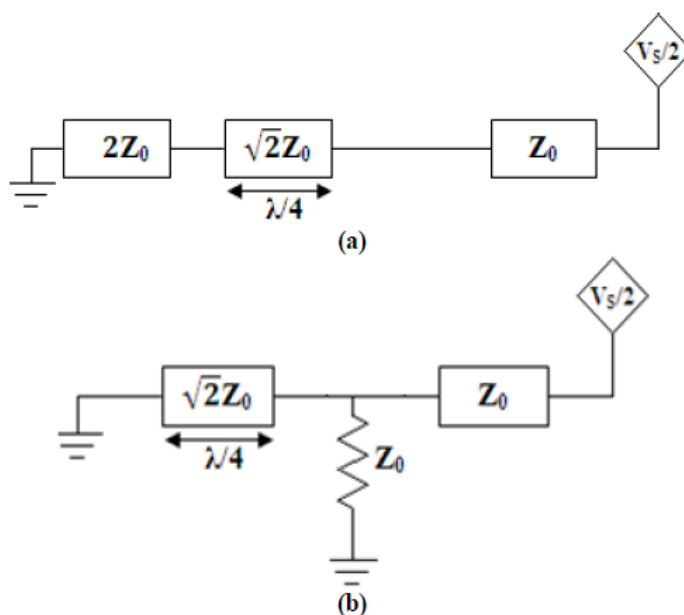 V_S/2
2Z₀
√2Z₀
Z₀
λ/4
(a)
V_S/2
√2Z₀
Z₀
λ/4
Z₀
(b)